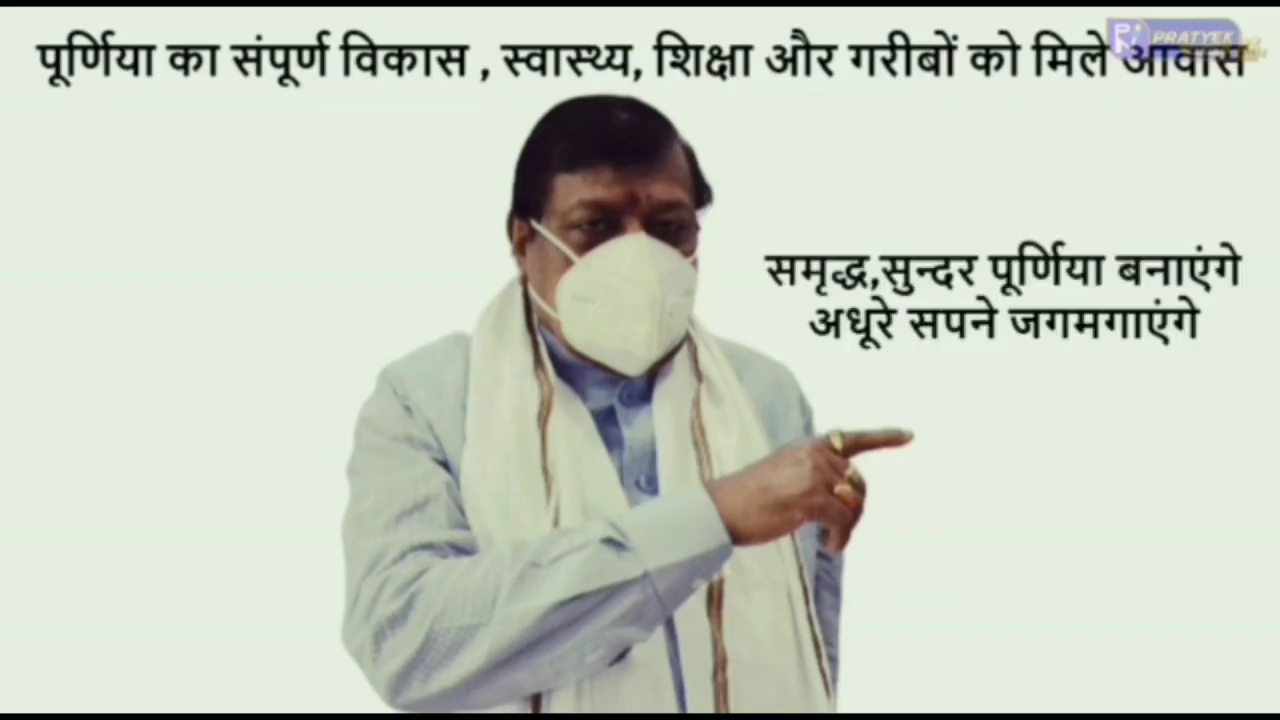 पूर्णिया का संपूर्ण विकास , स्वास्थ्य, शिक्षा और गरीबों को मिले आवास
PRATYEK
समृद्ध,सुन्दर पूर्णिया बनाएंगे
अधूरे सपने जगमगाएंगे